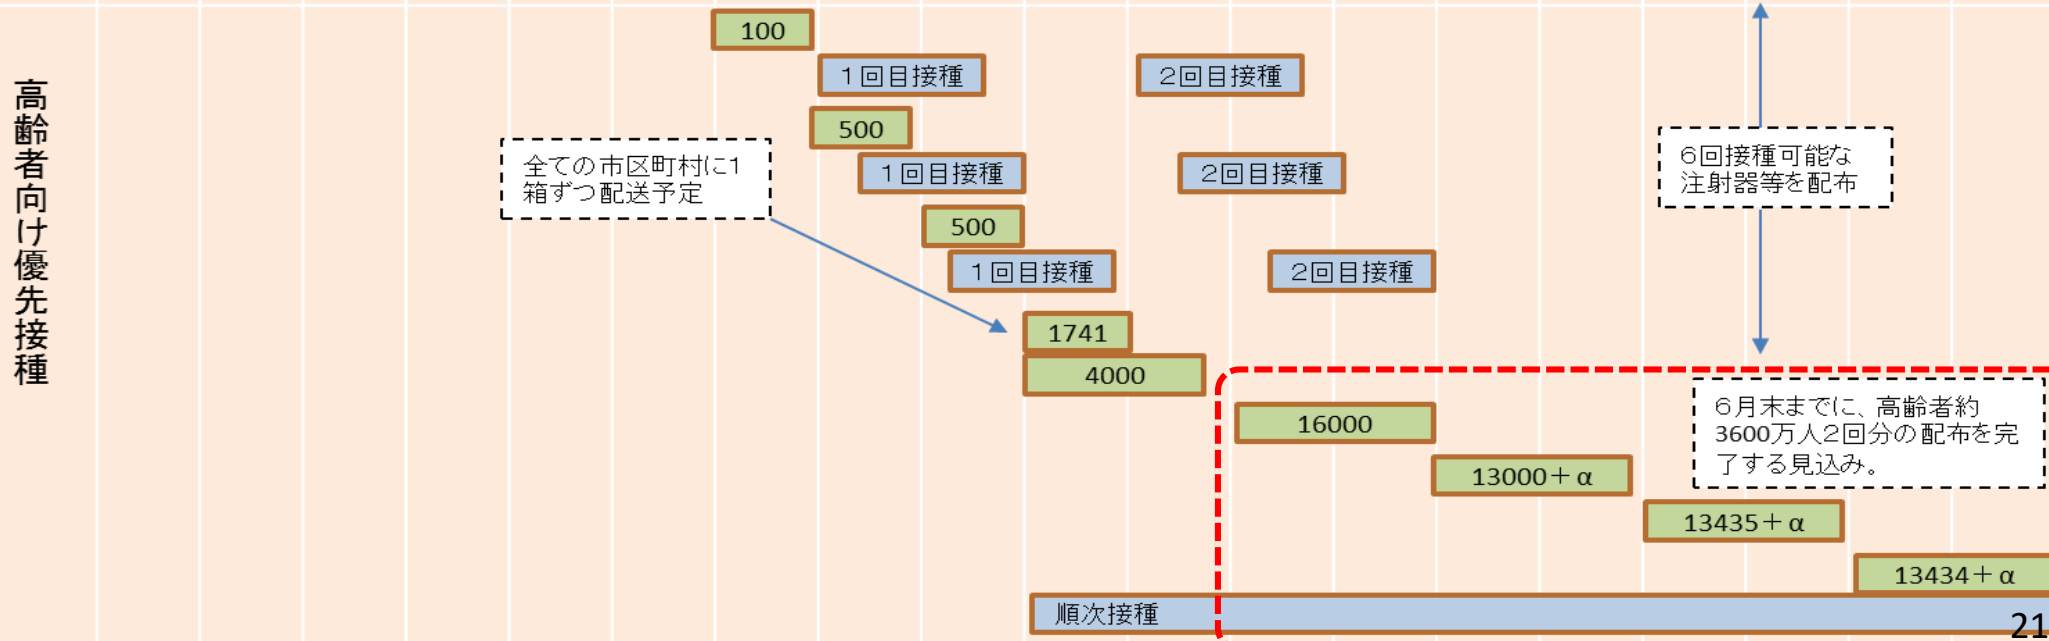 高齢者向け優先接種
100
1回目接種
2回目接種
500
全ての市区町村に1
箱ずつ配送予定
1回目接種
2回目接種
6回接種可能な
注射器等を配布
500
1回目接種
2回目接種
1741
4000
16000
6月末までに、高齢者約
3600万人2回分の配布を完
了する見込み。
13000+α
13435+α
13434+α
順次接種
21